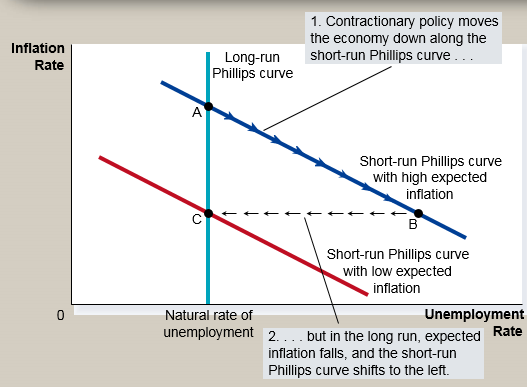 1. Contractionary policy moves
the economy down along the
short-run Phillips curve . . .
Inflation
Rate
Long-run
Phillips curve
A
Short-run Phillips curve
with high expected
inflation
C
B
Short-run Phillips curve
with low expected
inflation
0
Natural rate of
unemployment
Unemployment
Rate
2. . . . but in the long run, expected
inflation falls, and the short-run
Phillips curve shifts to the left.